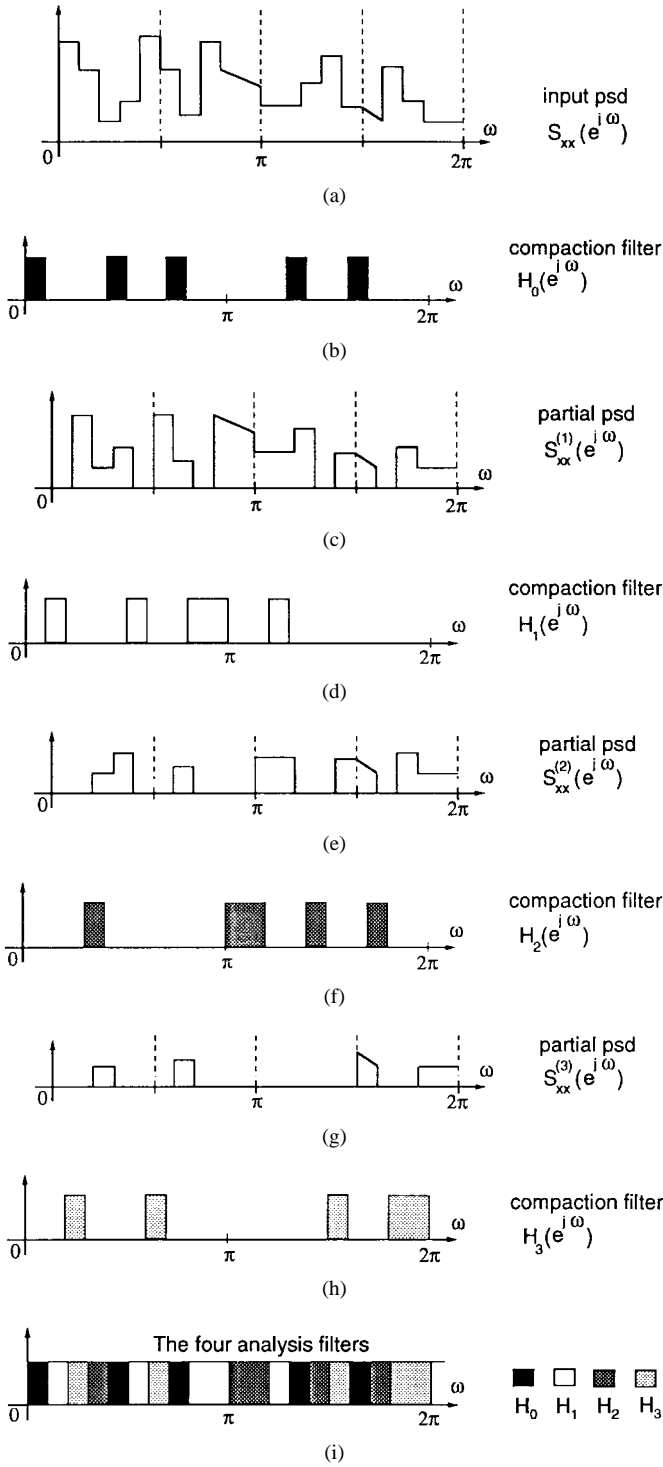 input psd
S_xx(e^jω)
ω
0
π
2π
(a)
compaction filter
H_0(e^jω)
ω
0
π
2π
(b)
partial psd
S_xx^(1)(e^jω)
ω
0
π
2π
(c)
compaction filter
H_1(e^jω)
ω
0
π
2π
(d)
partial psd
S_xx^(2)(e^jω)
ω
0
π
2π
(e)
compaction filter
H_2(e^jω)
ω
0
π
2π
(f)
partial psd
S_xx^(3)(e^jω)
ω
0
π
2π
(g)
compaction filter
H_3(e^jω)
ω
0
π
2π
(h)
The four analysis filters
ω
0
π
2π
H_0 H_1 H_2 H_3
(i)